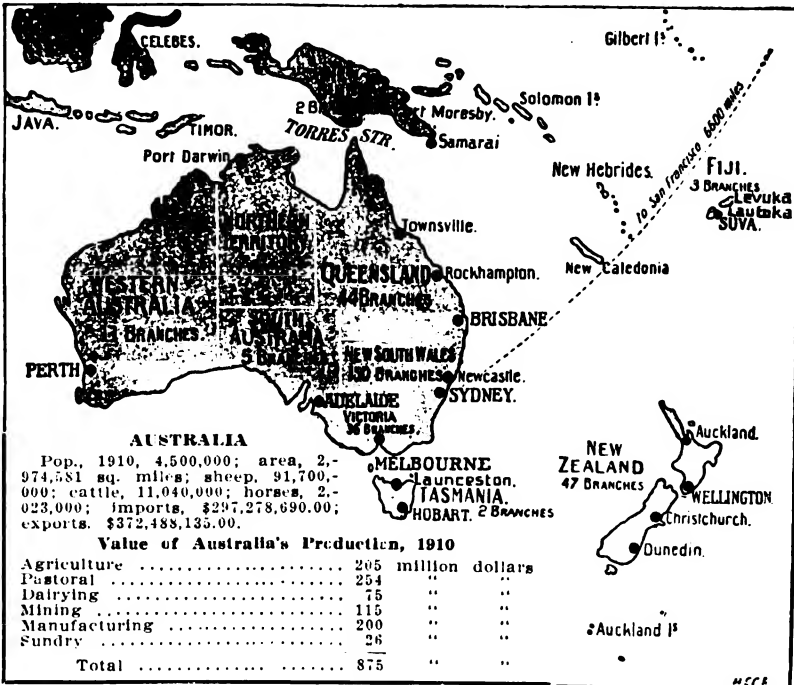 CELEBES.
Gilbert Is
JAVA.
TIMOR.
Solomon Is
TORRES STR.
Moresby.
Samarai
Port Darwin
to San Francisco 6600 miles
New Hebrides.
FIJI.
3 BRANCHES
Levuka
Lautoka
SUVA.
New Caledonia
NORTHERN
TERRITORY
Townsville.
QUEENSLAND
44 BRANCHES
Rockhampton.
WESTERN
AUSTRALIA
BRANCHES.
SOUTH
AUSTRALIA
5 BRANCHES
BRISBANE
PERTH
NEW SOUTH WALES
BRANCHES
Newcastle.
SYDNEY.
ADELAIDE
VICTORIA
36 BRANCHES
MELBOURNE
Launceston.
TASMANIA.
HOBART. 2 BRANCHES
Auckland.
NEW
ZEALAND
47 BRANCHES
WELLINGTON.
Christchurch.
Dunedin.
Auckland Is
AUSTRALIA
Pop., 1910, 4,500,000; area, 2,-
974,581 sq. miles; sheep, 91,700,-
000; cattle, 11,040,000; horses, 2,-
023,000; imports, $297,278,690.00;
exports. $372,488,135.00.
Value of Australia's Production, 1910
Agriculture ........................ 205 million dollars
Pastoral ........................ 254 " "
Dairying ........................ 75 " "
Mining ........................ 115 " "
Manufacturing ........................ 200 " "
Sundry ........................ 26 " "
Total ........................ 875 " "